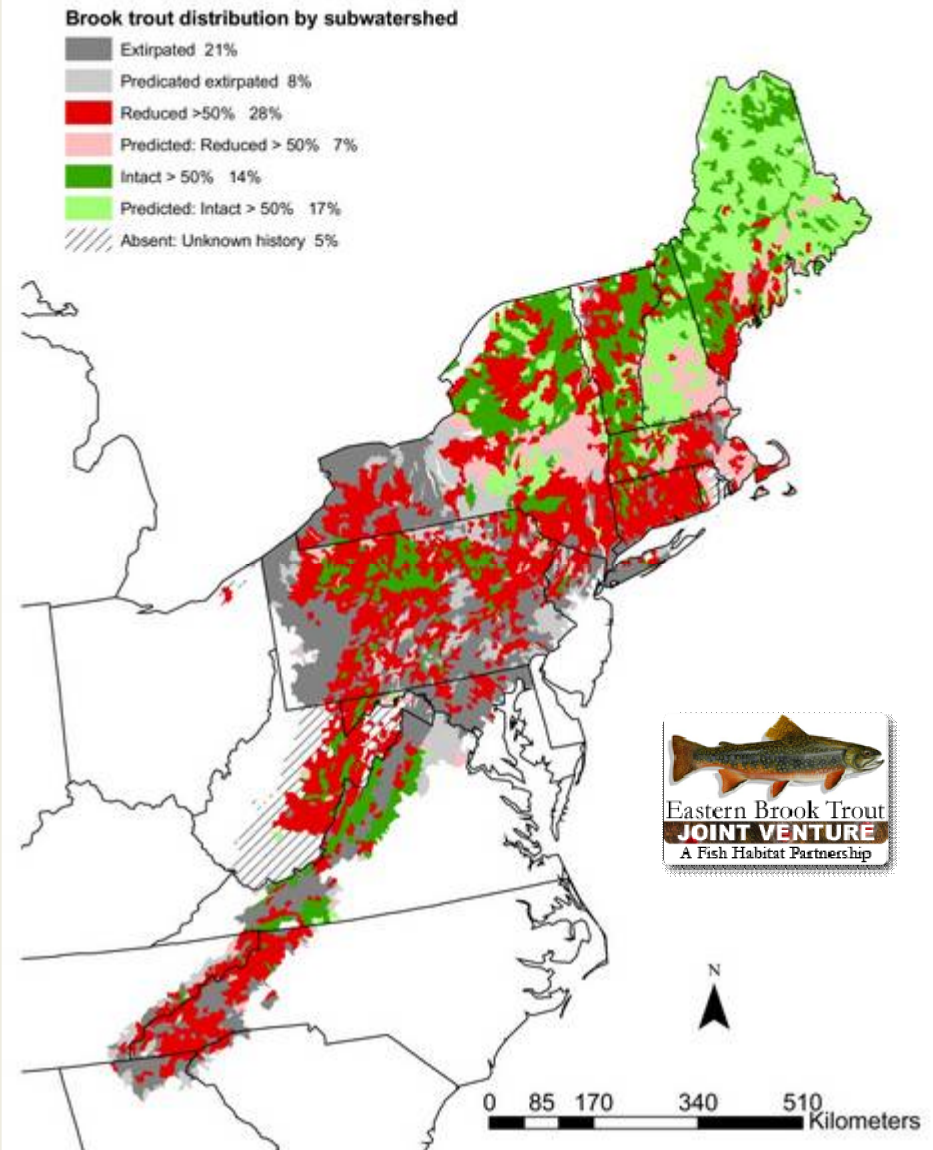 Brook trout distribution by subwatershed
Extirpated 21%
Predicated extirpated 8%
Reduced >50% 28%
Predicted: Reduced > 50% 7%
Intact > 50% 14%
Predicted: Intact > 50% 17%
Absent: Unknown history 5%
Eastern Brook Trout
JOINT VENTURE
A Fish Habitat Partnership
N
0 85 170 340 510
Kilometers